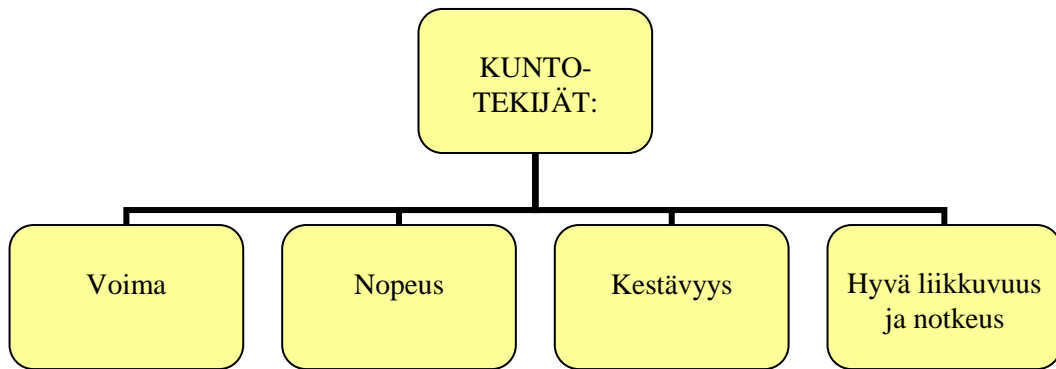 KUNTO-
TEKIJÄT:
Voima
Nopeus
Kestävyys
Hyvä liikkuvuus
ja notkeus